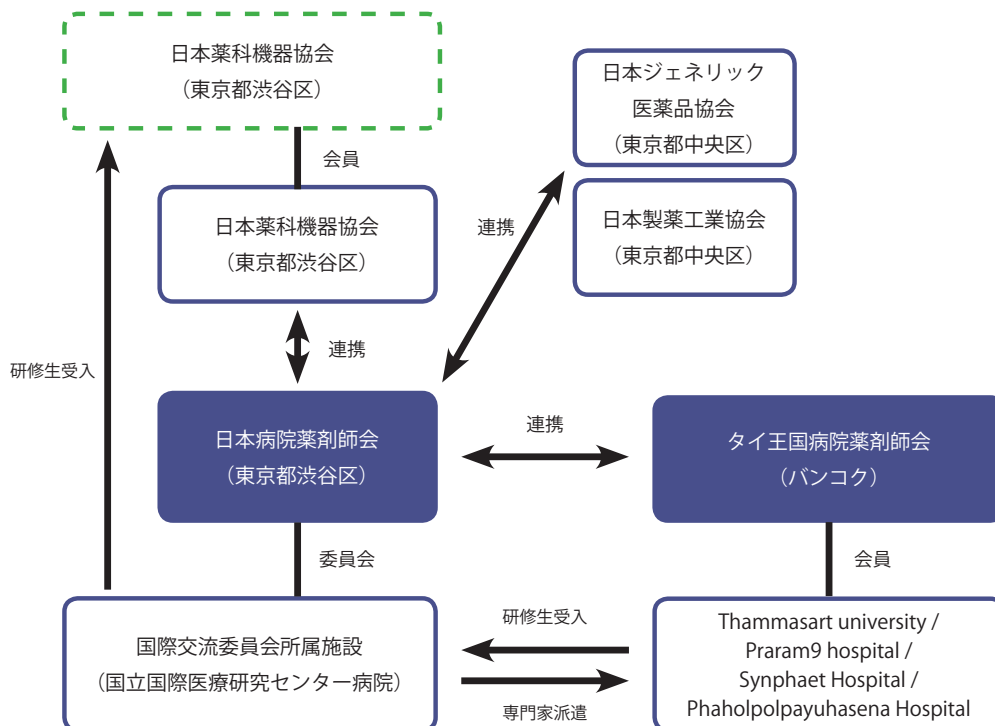 日本薬科機器協会
（東京都渋谷区）
会員
日本薬科機器協会
（東京都渋谷区）
日本ジェネリック
医薬品協会
（東京都中央区）
日本製薬工業協会
（東京都中央区）
連携
連携
研修生受入
日本病院薬剤師会
（東京都渋谷区）
連携
タイ王国病院薬剤師会
（バンコク）
委員会
会員
国際交流委員会所属施設
（国立国際医療研究センター病院）
研修生受入
専門家派遣
Thammasart university /
Praram9 hospital /
Synphaet Hospital /
Phaholpolpayuhasena Hospital